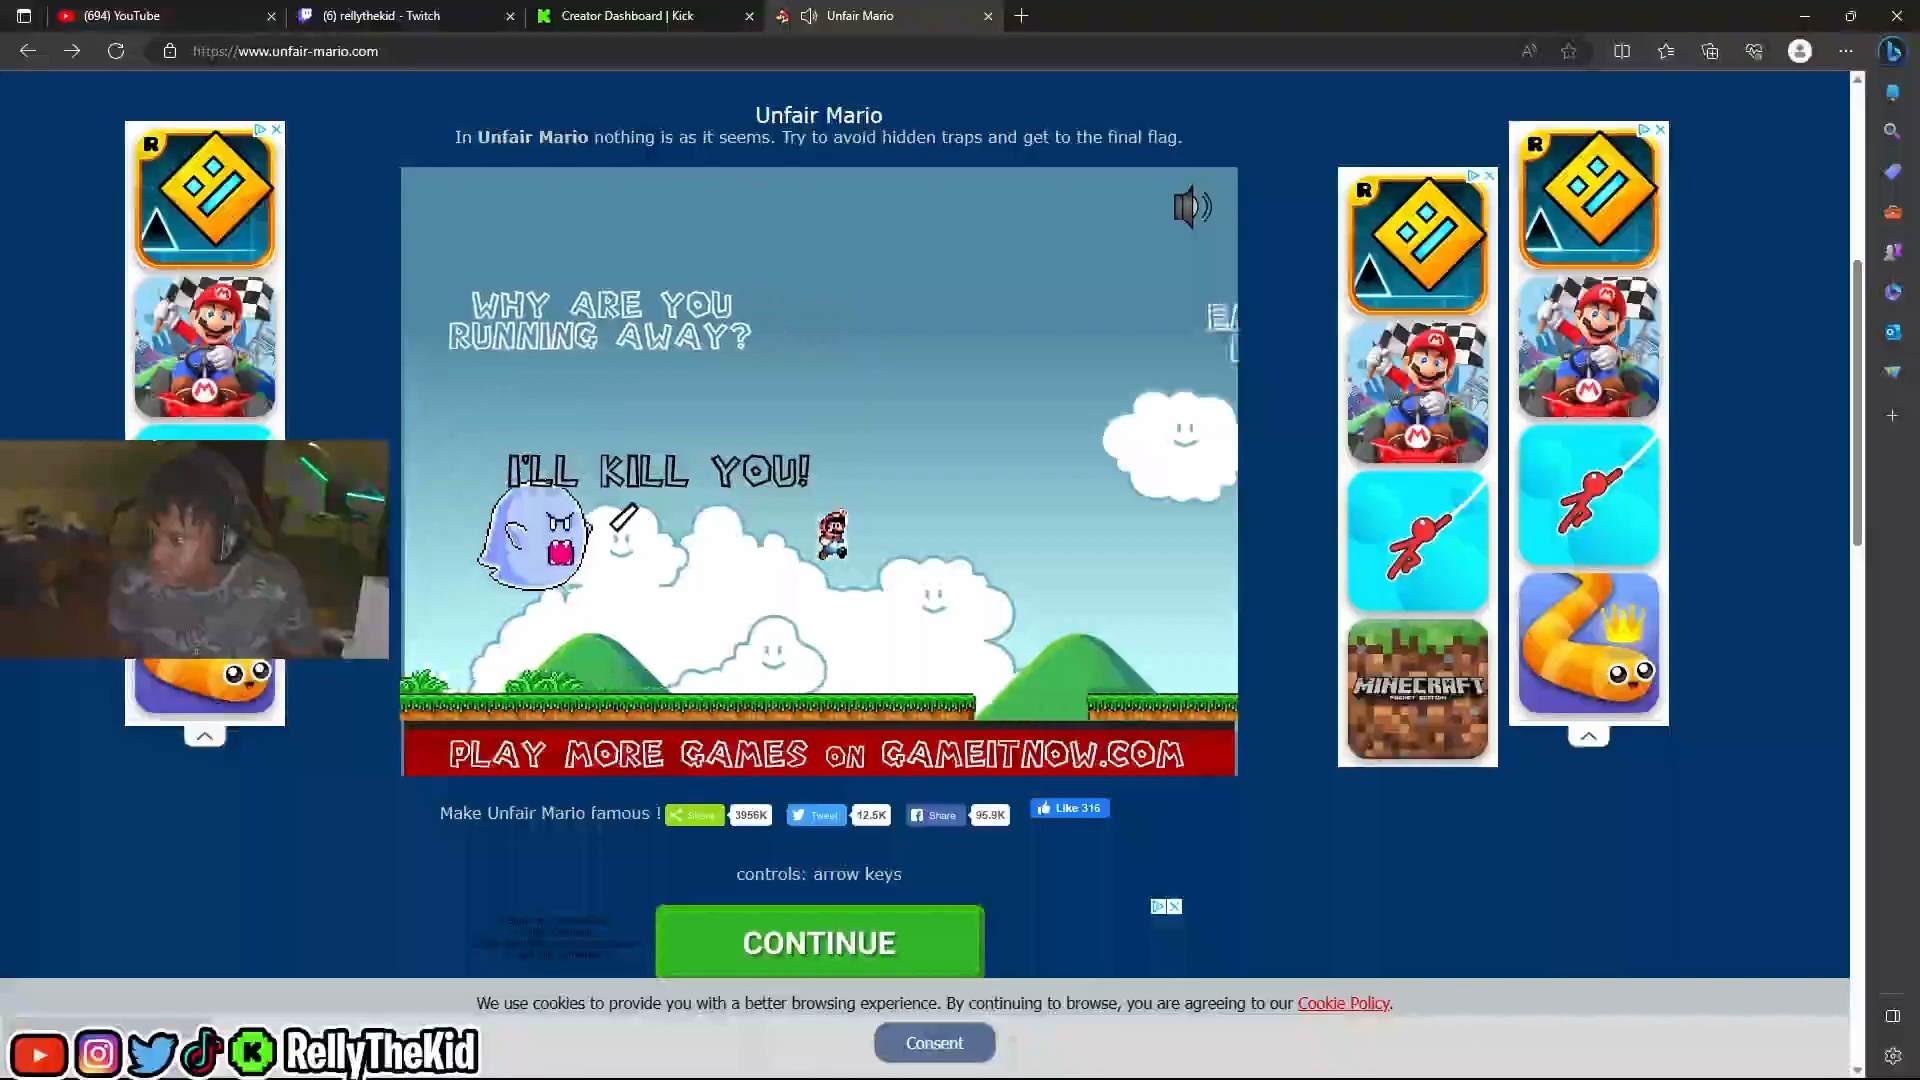 (694) YouTube
(6) rellythekid - Twitch
Creator Dashboard | Kick
Unfair Mario
https://www.unfair-mario.com
Unfair Mario
In Unfair Mario nothing is as it seems. Try to avoid hidden traps and get to the final flag.
R
R
R
WHY ARE YOU
RUNNING AWAY?
I'LL KILL YOU!
MINECRAFT
POCKET EDITION
PLAY MORE GAMES ON GAMEITNOW.COM
Make Unfair Mario famous ! Share 3956K Tweet 12.5K Share 95.9K Like 316
controls: arrow keys
CONTINUE
We use cookies to provide you with a better browsing experience. By continuing to browse, you are agreeing to our Cookie Policy.
Consent
RellyTheKid